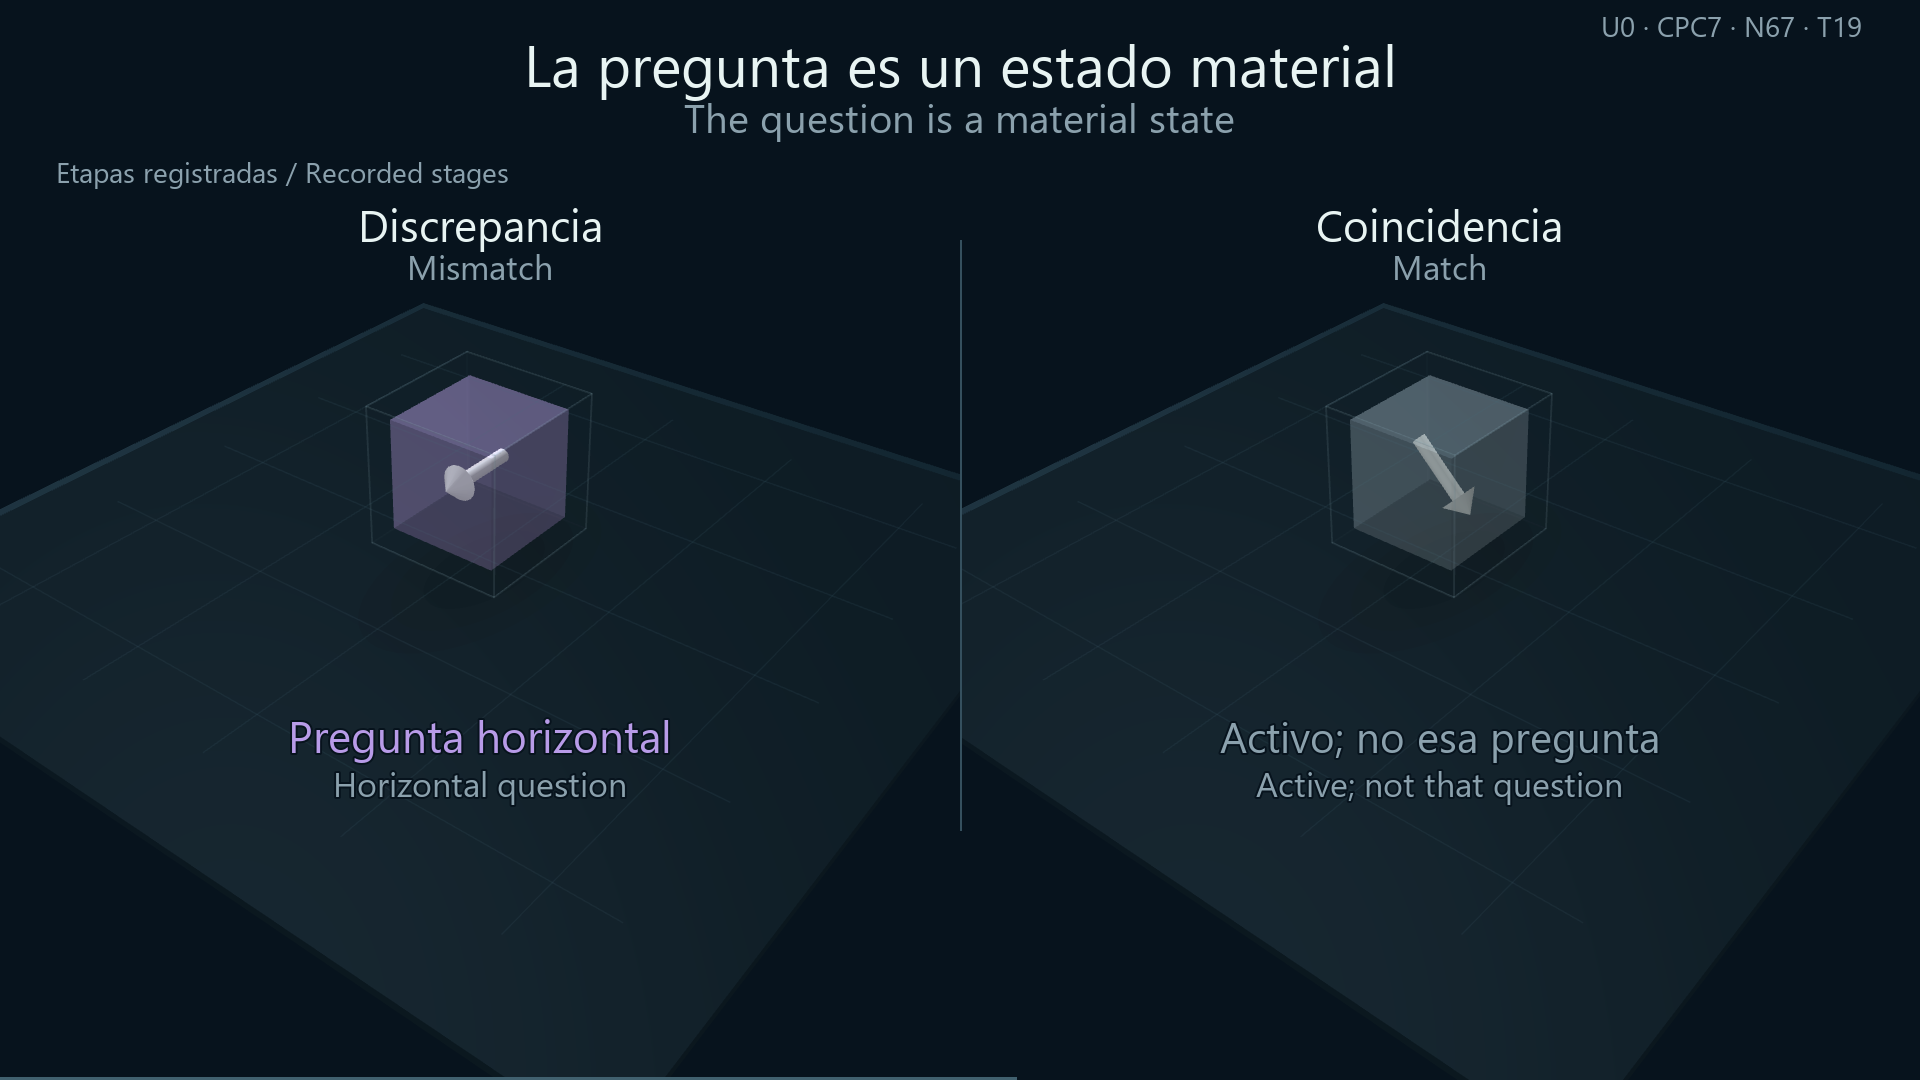 U0 · CPC7 · N67 · T19
La pregunta es un estado material
The question is a material state
Etapas registradas / Recorded stages
Discrepancia
Mismatch
Pregunta horizontal
Horizontal question
Coincidencia
Match
Activo; no esa pregunta
Active; not that question